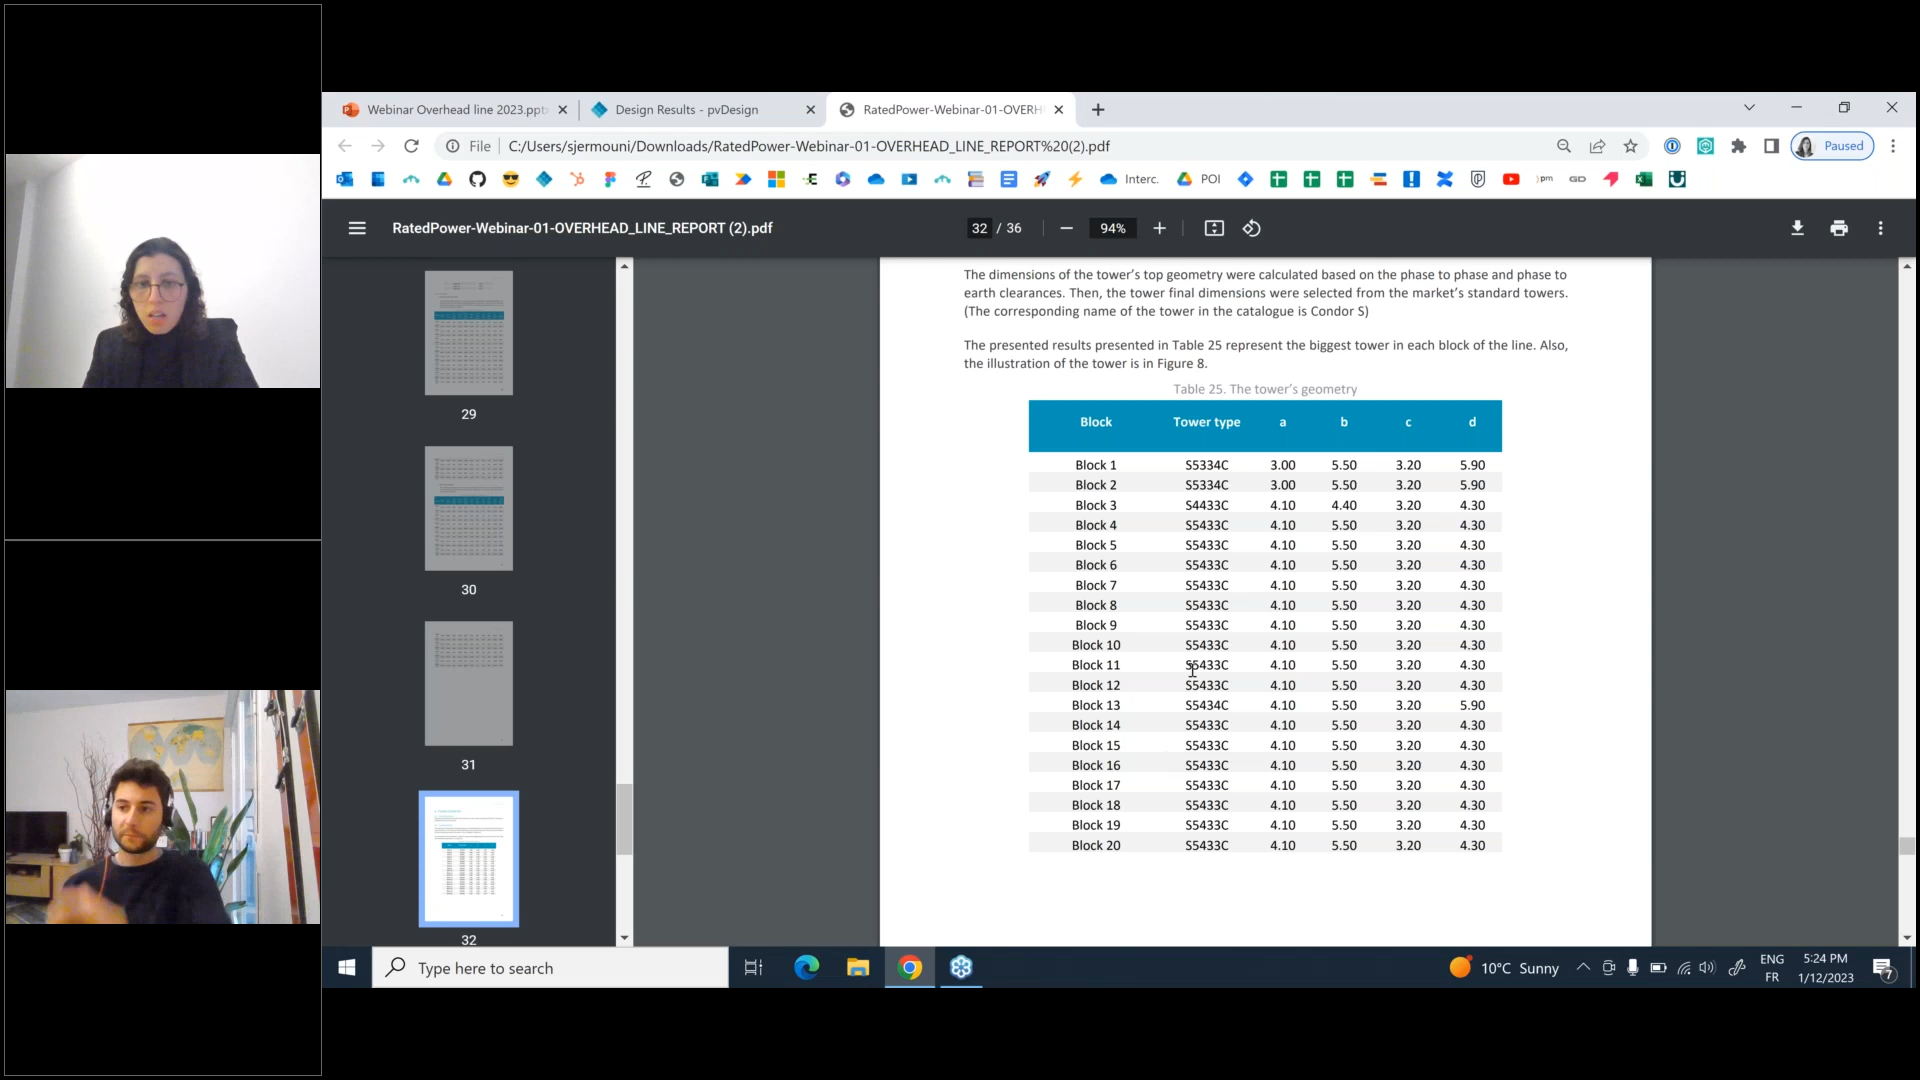 Webinar Overhead line 2023.pptx
Design Results - pvDesign
RatedPower-Webinar-01-OVERH
File
C:/Users/sjermouni/Downloads/RatedPower-Webinar-01-OVERHEAD_LINE_REPORT%20(2).pdf
Paused
Interc.
POI
RatedPower-Webinar-01-OVERHEAD_LINE_REPORT (2).pdf
32 / 36
94%
29
30
31
32
The dimensions of the tower's top geometry were calculated based on the phase to phase and phase to
earth clearances. Then, the tower final dimensions were selected from the market's standard towers.
(The corresponding name of the tower in the catalogue is Condor S)
The presented results presented in Table 25 represent the biggest tower in each block of the line. Also,
the illustration of the tower is in Figure 8.
Table 25. The tower's geometry
Block Tower type a b c d
Block 1 S5334C 3.00 5.50 3.20 5.90
Block 2 S5334C 3.00 5.50 3.20 5.90
Block 3 S4433C 4.10 4.40 3.20 4.30
Block 4 S5433C 4.10 5.50 3.20 4.30
Block 5 S5433C 4.10 5.50 3.20 4.30
Block 6 S5433C 4.10 5.50 3.20 4.30
Block 7 S5433C 4.10 5.50 3.20 4.30
Block 8 S5433C 4.10 5.50 3.20 4.30
Block 9 S5433C 4.10 5.50 3.20 4.30
Block 10 S5433C 4.10 5.50 3.20 4.30
Block 11 S5433C 4.10 5.50 3.20 4.30
Block 12 S5433C 4.10 5.50 3.20 4.30
Block 13 S5434C 4.10 5.50 3.20 5.90
Block 14 S5433C 4.10 5.50 3.20 4.30
Block 15 S5433C 4.10 5.50 3.20 4.30
Block 16 S5433C 4.10 5.50 3.20 4.30
Block 17 S5433C 4.10 5.50 3.20 4.30
Block 18 S5433C 4.10 5.50 3.20 4.30
Block 19 S5433C 4.10 5.50 3.20 4.30
Block 20 S5433C 4.10 5.50 3.20 4.30
Type here to search
10°C Sunny
ENG
FR
5:24 PM
1/12/2023
7